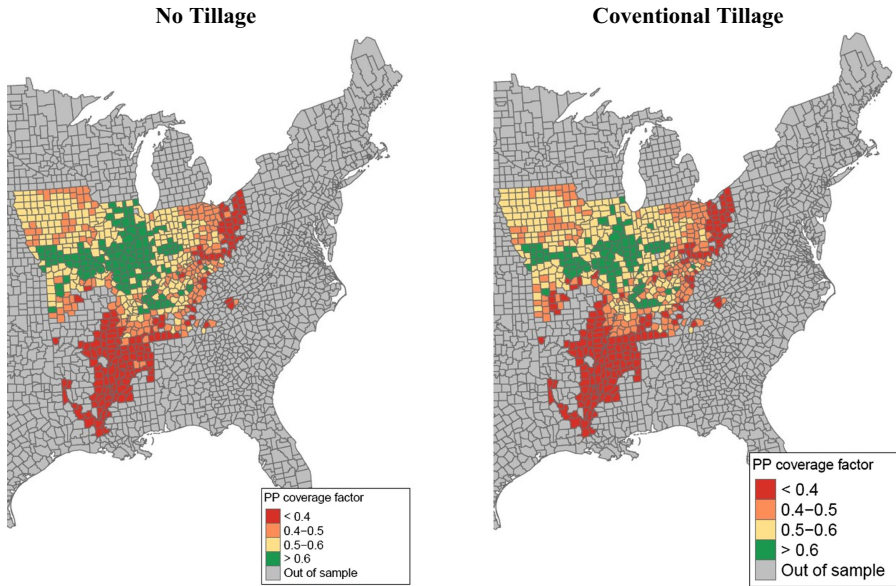 No Tillage
Coventional Tillage
PP coverage factor
< 0.4
0.4−0.5
0.5−0.6
> 0.6
Out of sample
PP coverage factor
< 0.4
0.4−0.5
0.5−0.6
> 0.6
Out of sample